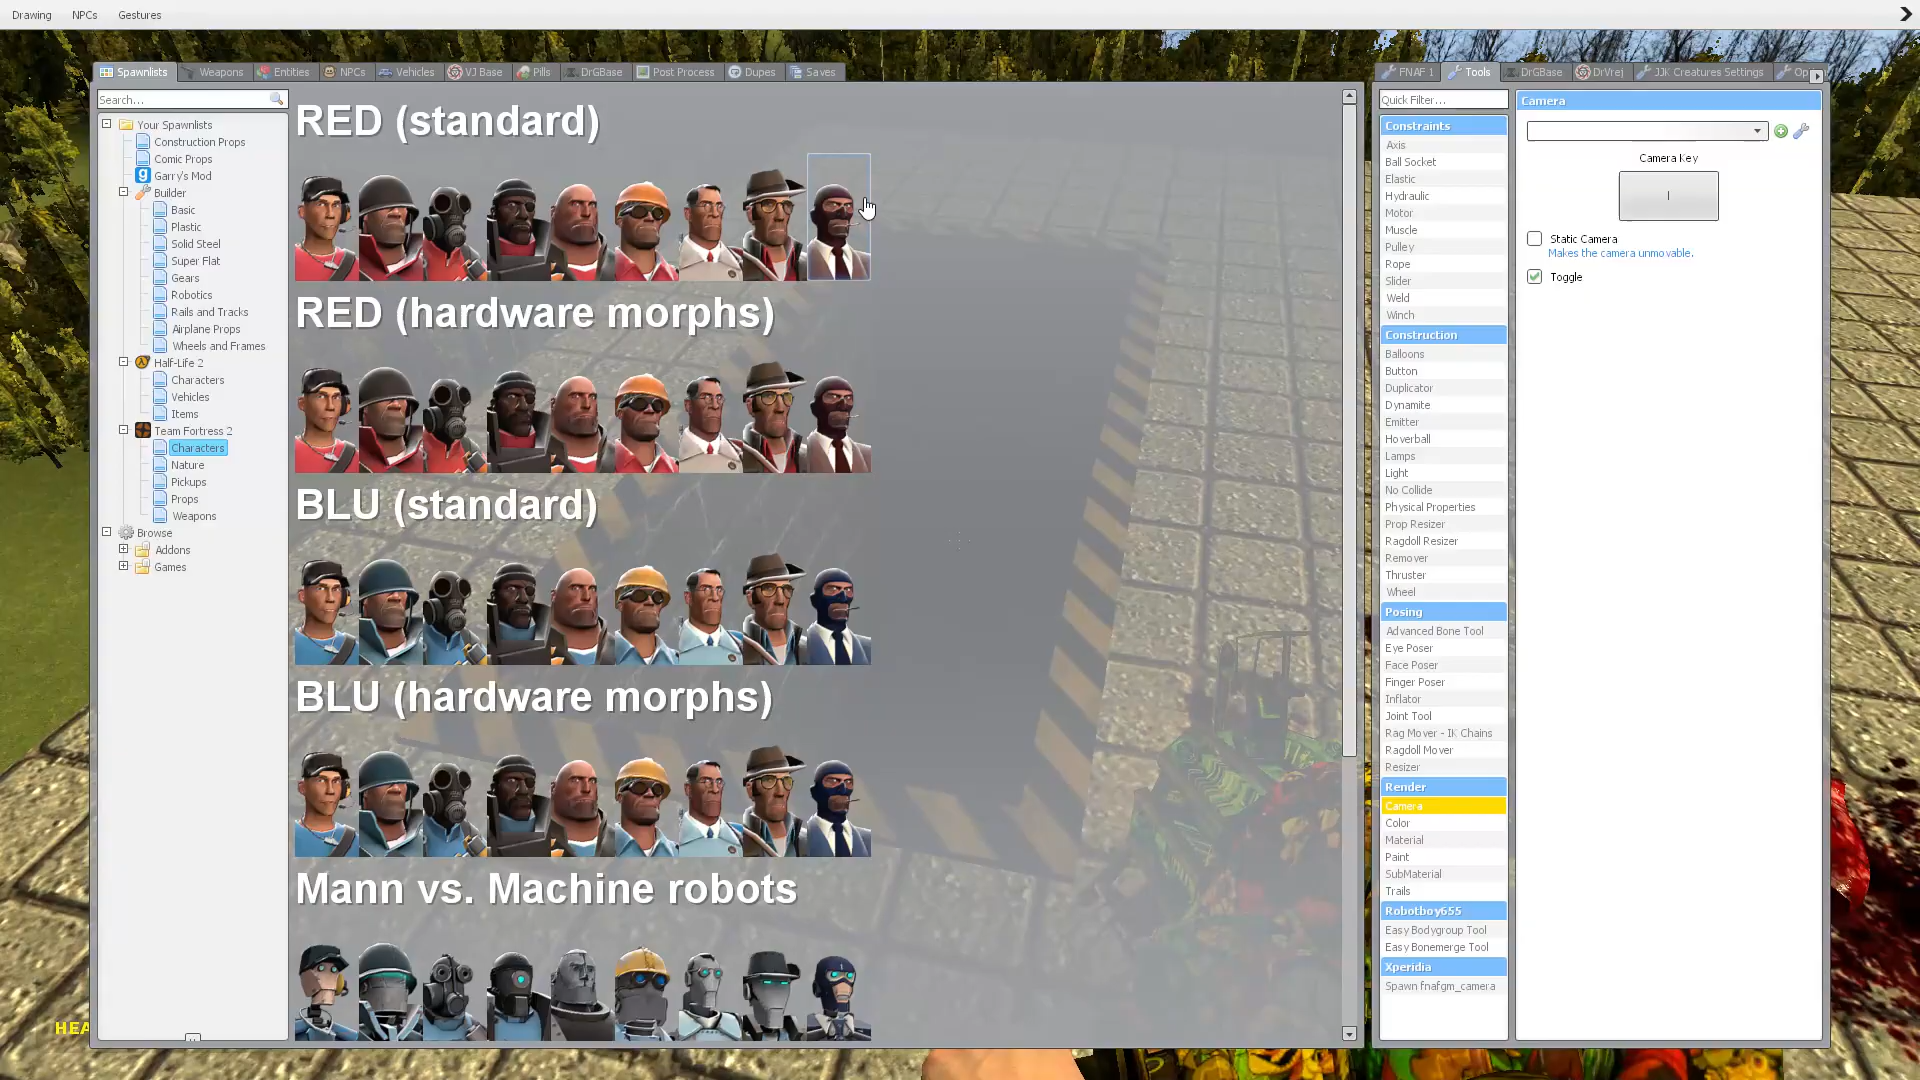 Drawing NPCs Gestures
Spawnlists Weapons Entities NPCs Vehicles VJ Base Pills DrGBase Post Process Dupes Saves
Search...
Your Spawnlists
Construction Props
Comic Props
Garry's Mod
Builder
Basic
Plastic
Solid Steel
Super Flat
Gears
Robotics
Rails and Tracks
Airplane Props
Wheels and Frames
Half-Life 2
Characters
Vehicles
Items
Team Fortress 2
Characters
Nature
Pickups
Props
Weapons
Browse
Addons
Games
RED (standard)
RED (hardware morphs)
BLU (standard)
BLU (hardware morphs)
Mann vs. Machine robots
HEA
FNAF 1 Tools DrGBase DrVrej JJK Creatures Settings Op
Quick Filter...
Constraints
Axis
Ball Socket
Elastic
Hydraulic
Motor
Muscle
Pulley
Rope
Slider
Weld
Winch
Construction
Balloons
Button
Duplicator
Dynamite
Emitter
Hoverball
Lamps
Light
No Collide
Physical Properties
Prop Resizer
Ragdoll Resizer
Remover
Thruster
Wheel
Posing
Advanced Bone Tool
Eye Poser
Face Poser
Finger Poser
Inflator
Joint Tool
Rag Mover - IK Chains
Ragdoll Mover
Resizer
Render
Camera
Color
Material
Paint
SubMaterial
Trails
Robotboy655
Easy Bodygroup Tool
Easy Bonemerge Tool
Xperidia
Spawn fnafgm_camera
Camera
Camera Key
Static Camera
Makes the camera unmovable.
Toggle